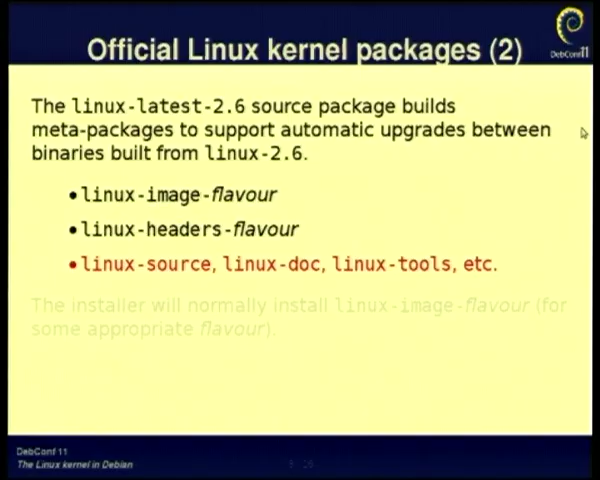 Official Linux kernel packages (2)
DebConf11
The linux-latest-2.6 source package builds
meta-packages to support automatic upgrades between
binaries built from linux-2.6.
•linux-image-flavour
•linux-headers-flavour
•linux-source, linux-doc, linux-tools, etc.
The installer will normally install linux-image-flavour (for
some appropriate flavour).
DebConf 11
The Linux kernel in Debian